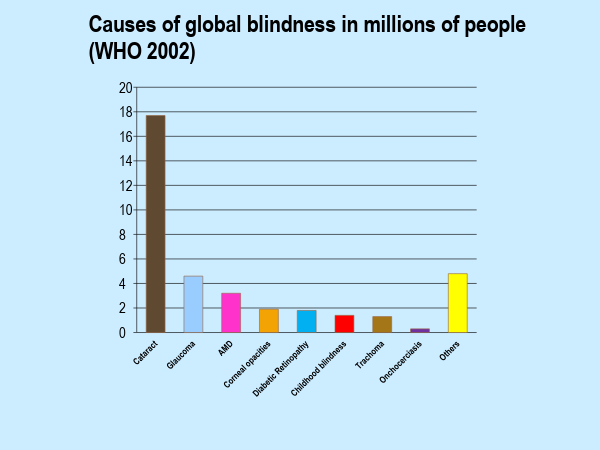 Causes of global blindness in millions of people
(WHO 2002)
20
18
16
14
12
10
8
6
4
2
0
Cataract
Glaucoma
AMD
Corneal opacities
Diabetic Retinopathy
Childhood blindness
Trachoma
Onchocerciasis
Others